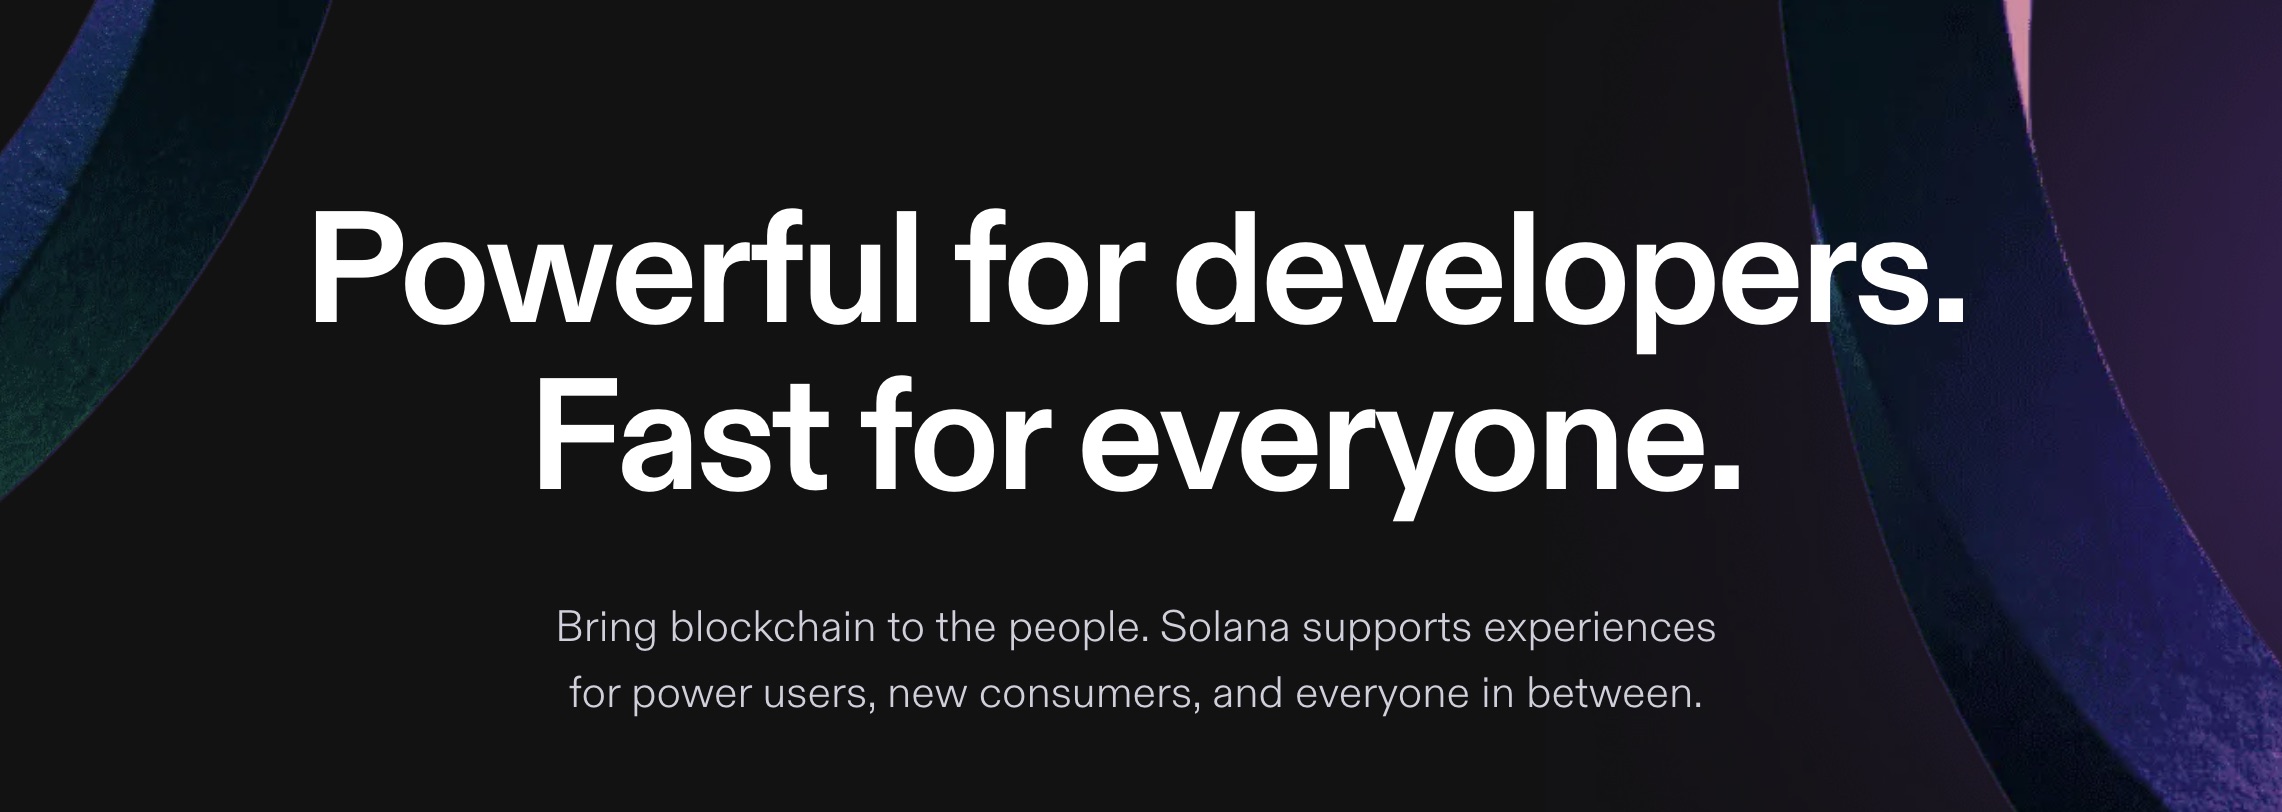 Powerful for developers.
Fast for everyone.
Bring blockchain to the people. Solana supports experiences
for power users, new consumers, and everyone in between.